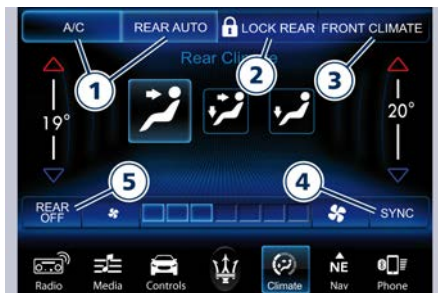 A/C REAR AUTO LOCK REAR FRONT CLIMATE
Rear Climate
1 2 3
19° 20°
5 4
REAR OFF SYNC
Radio Media Controls Climate Nav Phone
NE